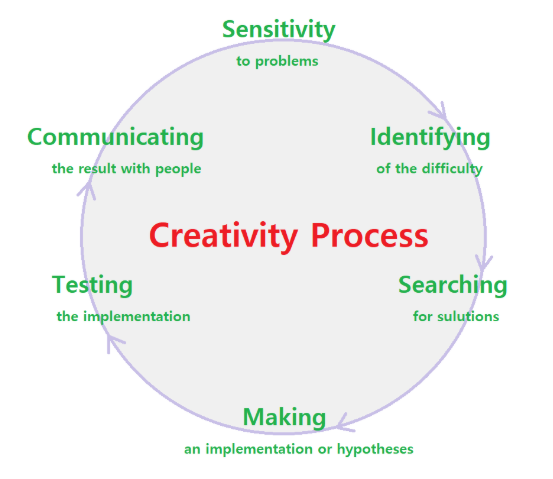 Sensitivity
to problems
Communicating
the result with people
Identifying
of the difficulty
Creativity Process
Testing
the implementation
Searching
for sulutions
Making
an implementation or hypotheses